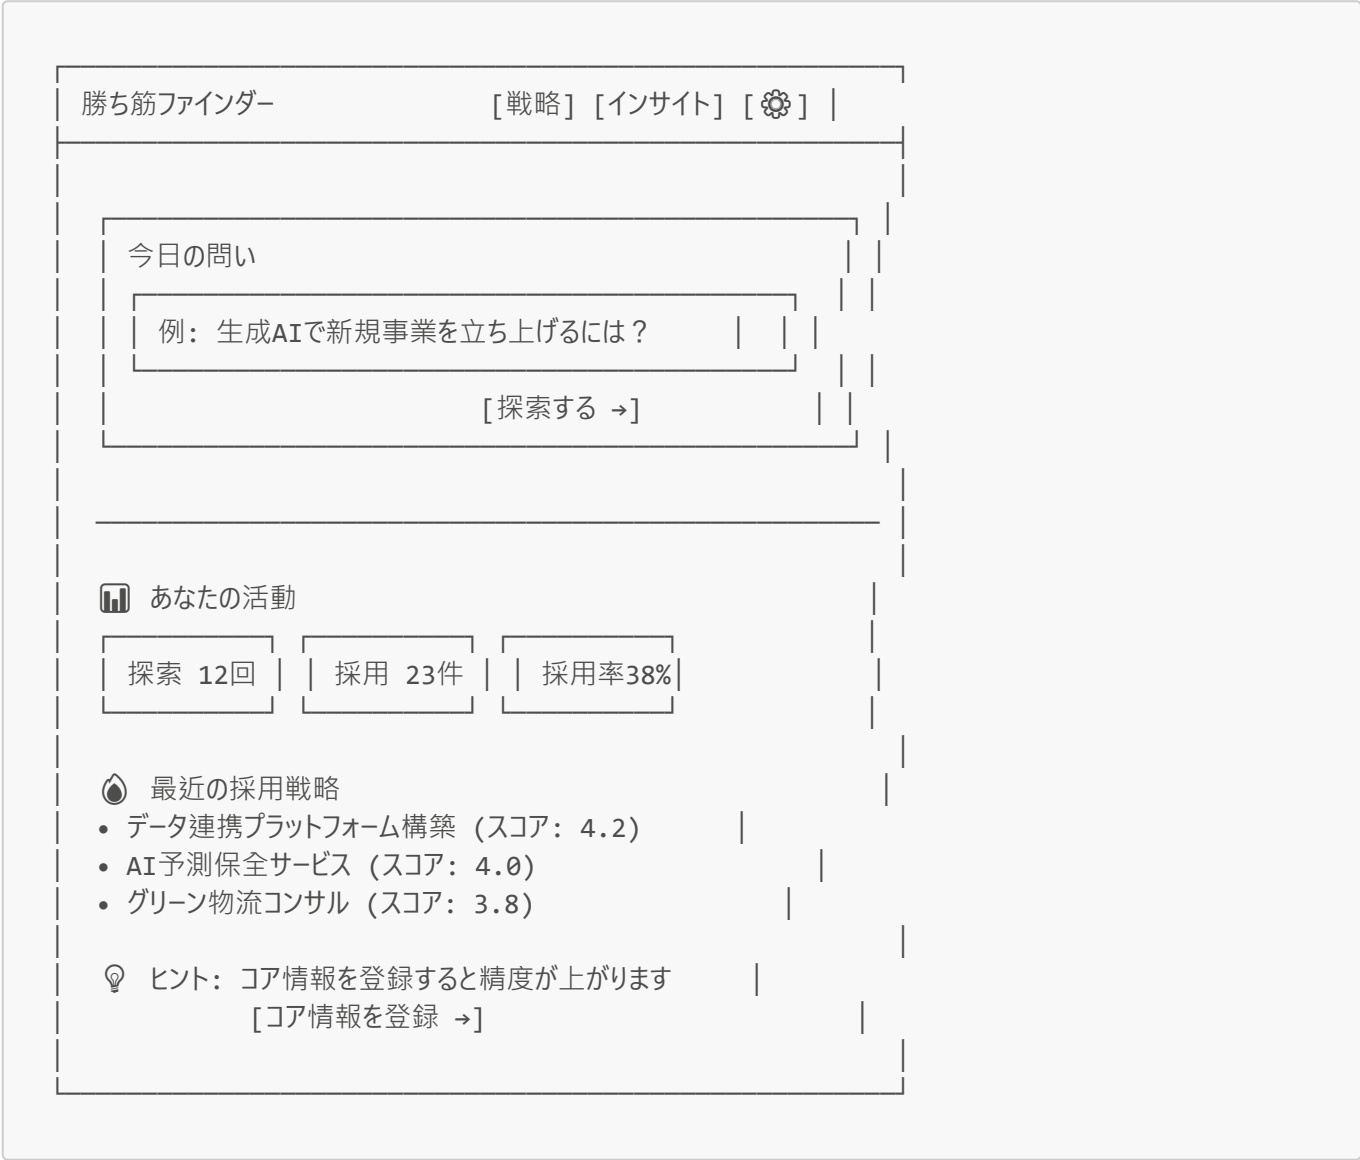 勝ち筋ファインダー [戦略] [インサイト] [⚙]
今日の問い
例: 生成AIで新規事業を立ち上げるには？
[探索する →]
📊 あなたの活動
探索 12回 採用 23件 採用率38%
🔥 最近の採用戦略
• データ連携プラットフォーム構築 (スコア: 4.2)
• AI予測保全サービス (スコア: 4.0)
• グリーン物流コンサル (スコア: 3.8)
💡 ヒント: コア情報を登録すると精度が上がります
[コア情報を登録 →]